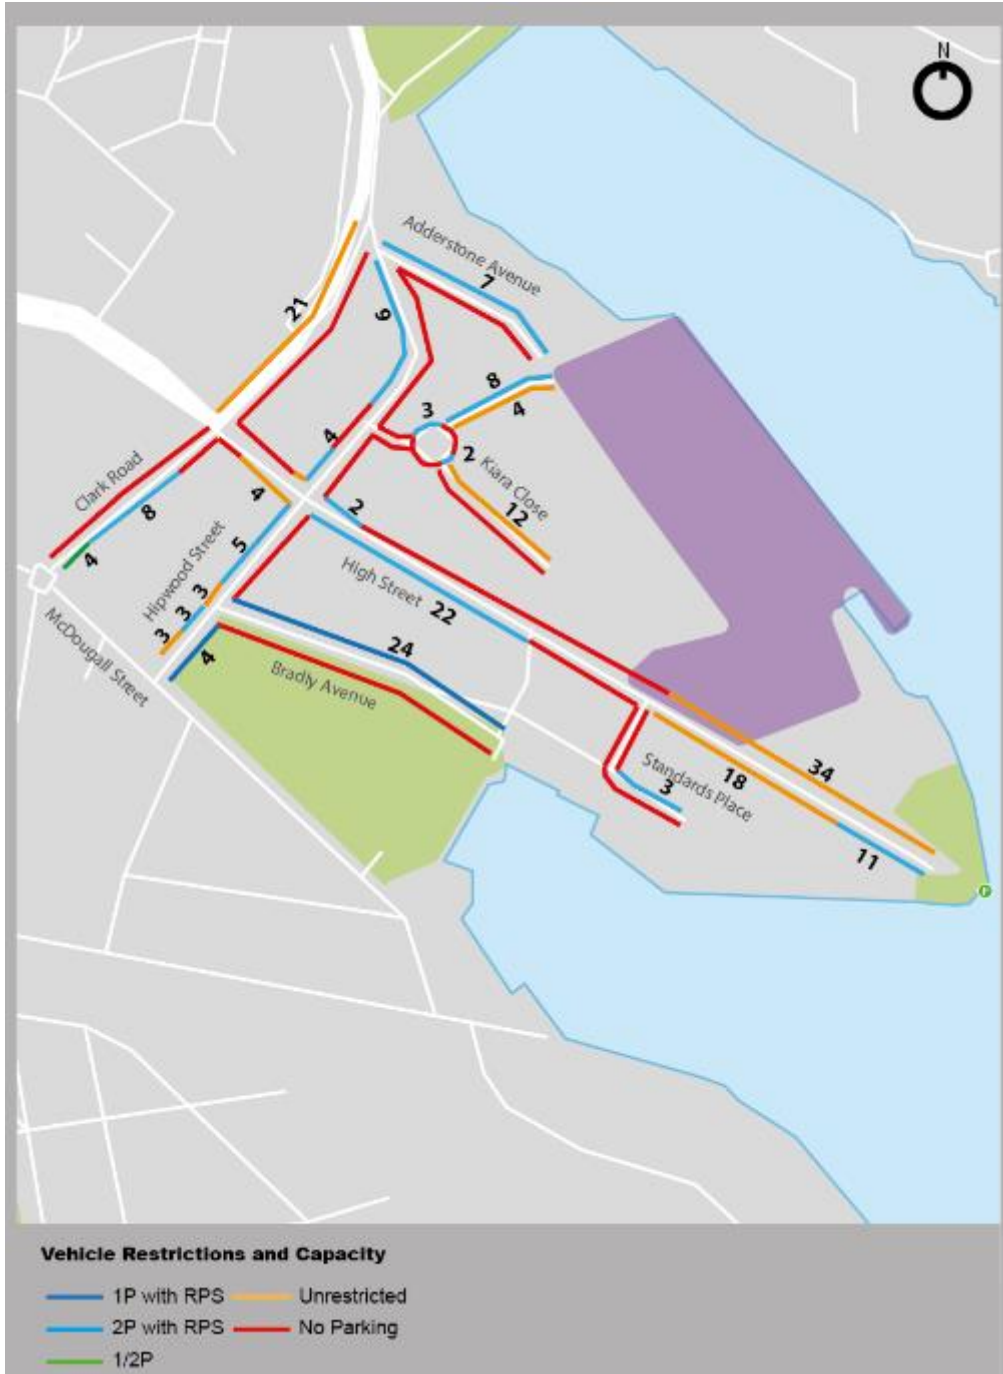 N
Adderstone Avenue
7
21
9
8
4
3
4
2
Kiara Close
12
Clark Road
8
4
4
2
5
Hipwood Street
High Street
22
3
3
3
4
McDougall Street
24
Bradly Avenue
Standards Place
3
18
34
11
Vehicle Restrictions and Capacity
1P with RPS
Unrestricted
2P with RPS
No Parking
1/2P